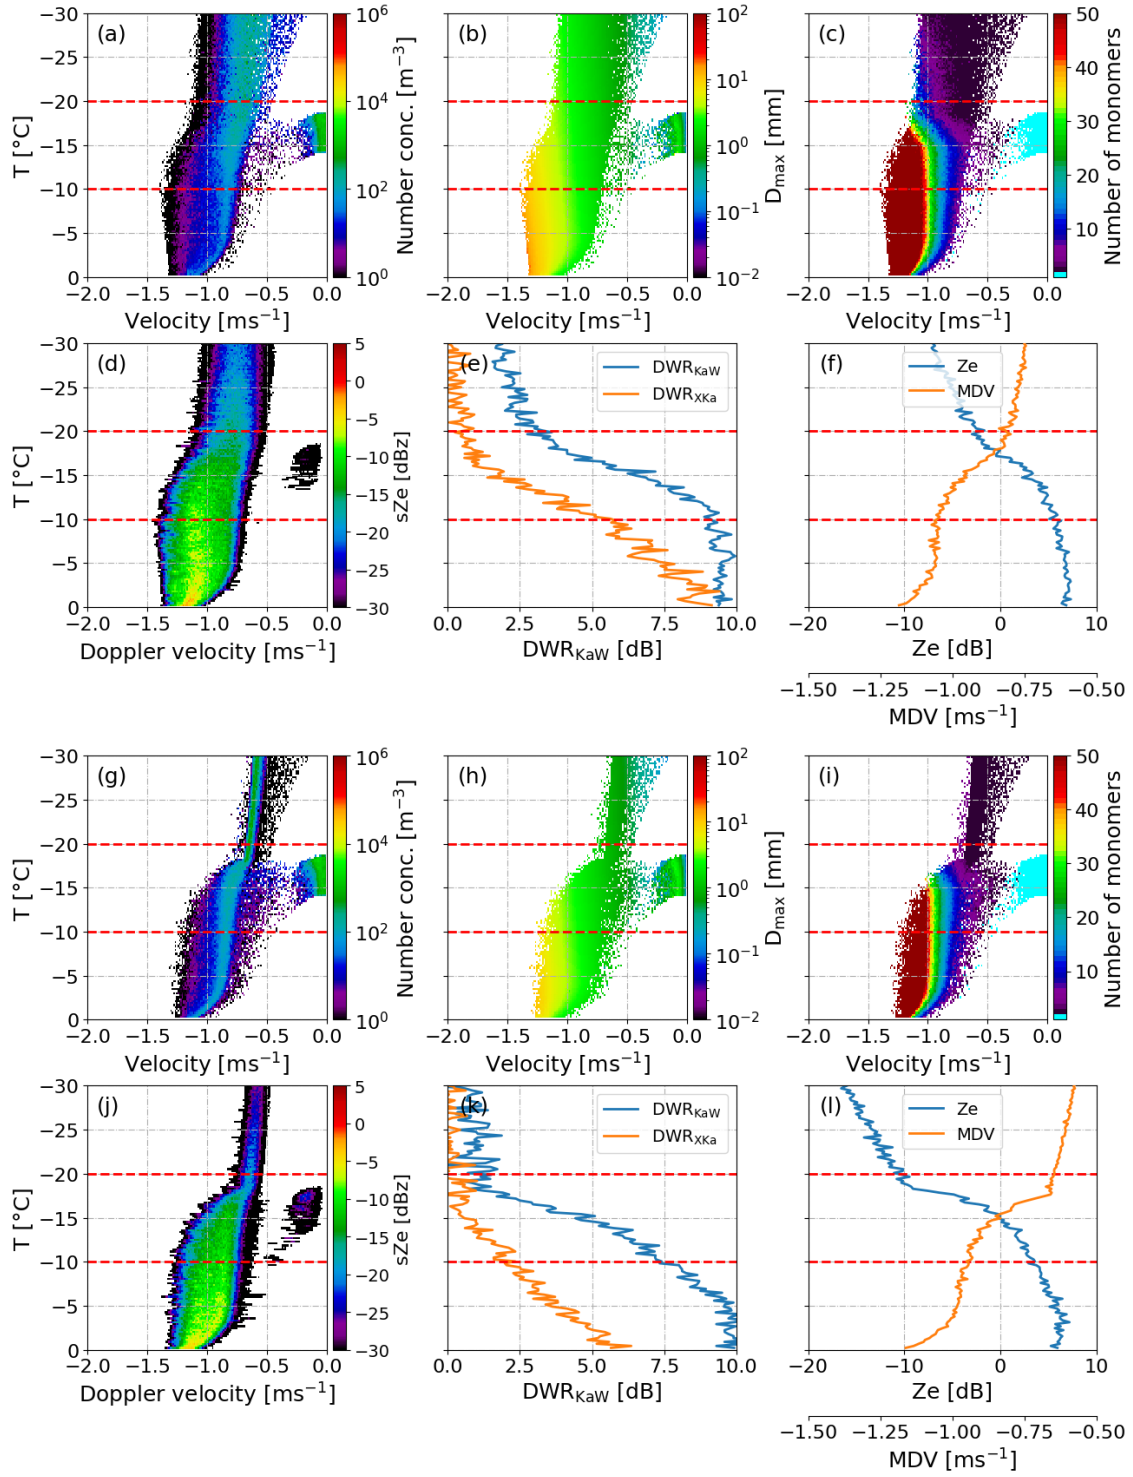 (a)
−30
−25
−20
−15
−10
−5
0
T [°C]
−2.0 −1.5 −1.0 −0.5 0.0
Velocity [ms⁻¹]
10⁶
10⁴
10²
10⁰
Number conc. [m⁻³]
(b)
−2.0 −1.5 −1.0 −0.5 0.0
Velocity [ms⁻¹]
10²
10¹
10⁰
10⁻¹
10⁻²
D_max [mm]
(c)
−2.0 −1.5 −1.0 −0.5 0.0
Velocity [ms⁻¹]
50
40
30
20
10
Number of monomers
(d)
−30
−25
−20
−15
−10
−5
0
T [°C]
−2.0 −1.5 −1.0 −0.5 0.0
Doppler velocity [ms⁻¹]
5
0
−5
−10
−15
−20
−25
−30
sZe [dBz]
(e)
DWR_KaW
DWR_XKa
0.0 2.5 5.0 7.5 10.0
DWR_KaW [dB]
(f)
Ze
MDV
−20 −10 0 10
Ze [dB]
−1.50 −1.25 −1.00 −0.75 −0.50
MDV [ms⁻¹]
(g)
−30
−25
−20
−15
−10
−5
0
T [°C]
−2.0 −1.5 −1.0 −0.5 0.0
Velocity [ms⁻¹]
10⁶
10⁴
10²
10⁰
Number conc. [m⁻³]
(h)
−2.0 −1.5 −1.0 −0.5 0.0
Velocity [ms⁻¹]
10²
10¹
10⁰
10⁻¹
10⁻²
D_max [mm]
(i)
−2.0 −1.5 −1.0 −0.5 0.0
Velocity [ms⁻¹]
50
40
30
20
10
Number of monomers
(j)
−30
−25
−20
−15
−10
−5
0
T [°C]
−2.0 −1.5 −1.0 −0.5 0.0
Doppler velocity [ms⁻¹]
5
0
−5
−10
−15
−20
−25
−30
sZe [dBz]
(k)
DWR_KaW
DWR_XKa
0.0 2.5 5.0 7.5 10.0
DWR_KaW [dB]
(l)
Ze
MDV
−20 −10 0 10
Ze [dB]
−1.50 −1.25 −1.00 −0.75 −0.50
MDV [ms⁻¹]